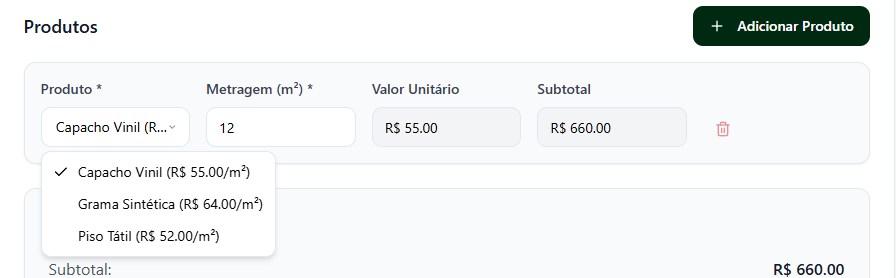 Produtos
+ Adicionar Produto
Produto * Metragem (m²) * Valor Unitário Subtotal
Capacho Vinil (R... 12 R$ 55.00 R$ 660.00
Capacho Vinil (R$ 55.00/m²)
Grama Sintética (R$ 64.00/m²)
Piso Tátil (R$ 52.00/m²)
Subtotal: R$ 660.00